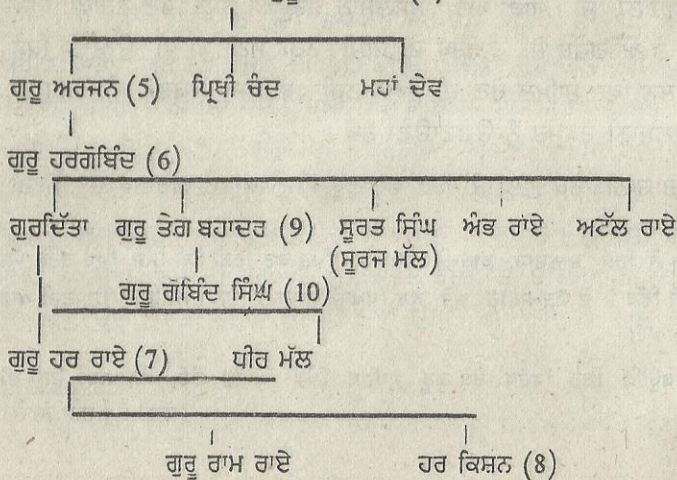 ਗੁਰੂ ਅਰਜਨ (5) ਪ੍ਰਿਥੀ ਚੰਦ ਮਹਾਂ ਦੇਵ
ਗੁਰੂ ਹਰਗੋਬਿੰਦ (6)
ਗੁਰਦਿੱਤਾ ਗੁਰੂ ਤੇਗ਼ ਬਹਾਦਰ (9) ਸੂਰਤ ਸਿੰਘ ਅੰਭ ਰਾਏ ਅਟੱਲ ਰਾਏ
(ਸੂਰਜ ਮੱਲ)
ਗੁਰੂ ਗੋਬਿੰਦ ਸਿੰਘ (10)
ਗੁਰੂ ਹਰ ਰਾਏ (7) ਧੀਰ ਮੱਲ
ਗੁਰੂ ਰਾਮ ਰਾਏ ਹਰ ਕਿਸ਼ਨ (8)